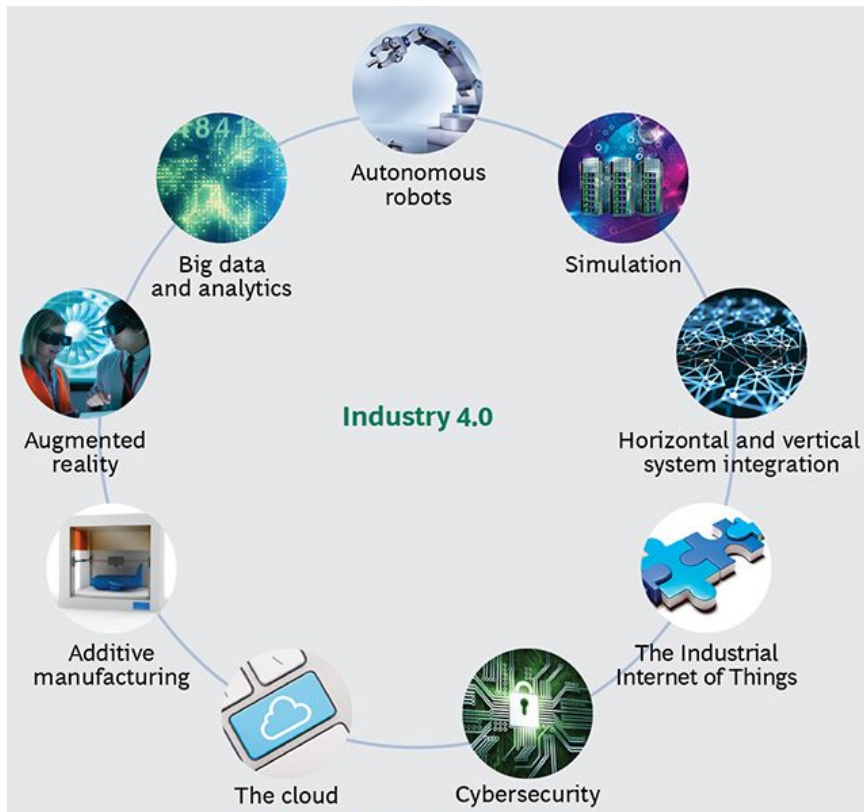 Autonomous
robots
Simulation
Horizontal and vertical
system integration
The Industrial
Internet of Things
Cybersecurity
The cloud
Additive
manufacturing
Augmented
reality
Big data
and analytics
Industry 4.0